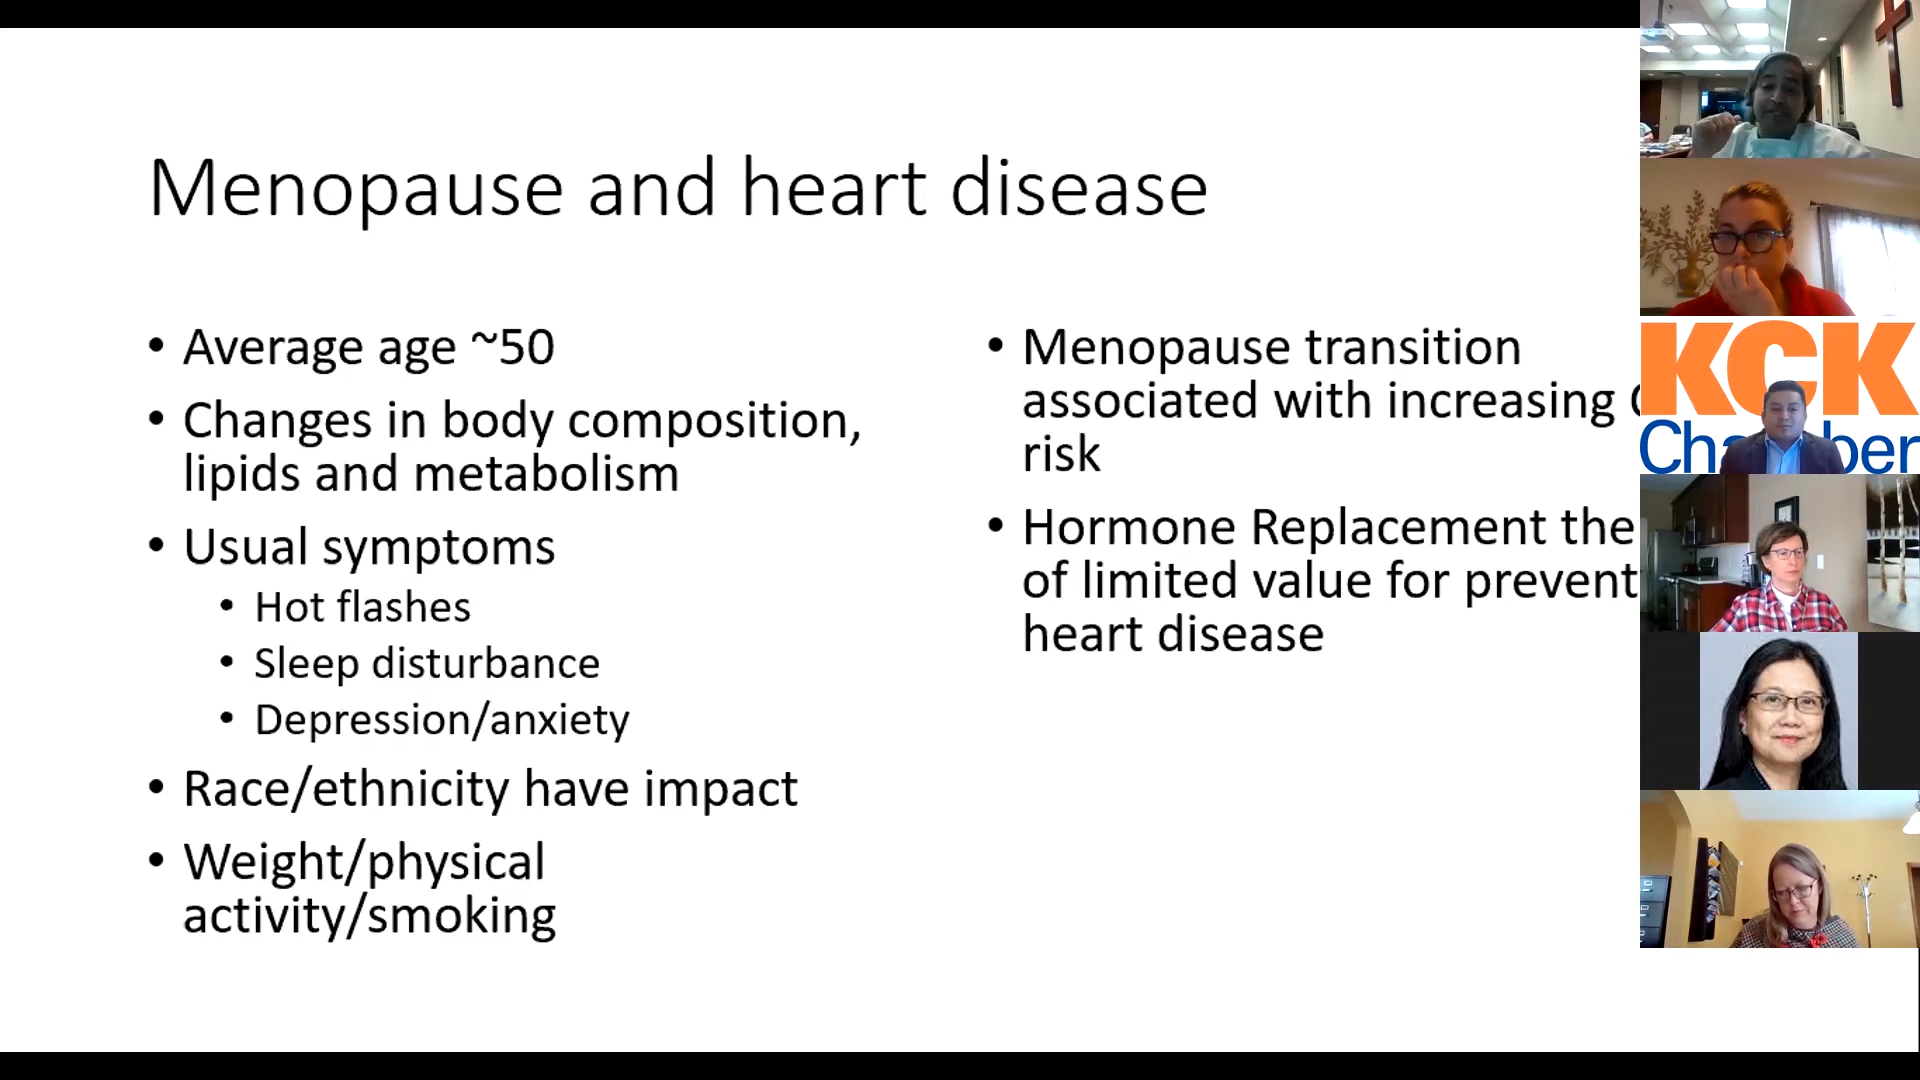 Menopause and heart disease
• Average age ~50
• Changes in body composition,
lipids and metabolism
• Usual symptoms
• Hot flashes
• Sleep disturbance
• Depression/anxiety
• Race/ethnicity have impact
• Weight/physical
activity/smoking
• Menopause transition
associated with increasing
risk
• Hormone Replacement the
of limited value for prevent
heart disease
KCK